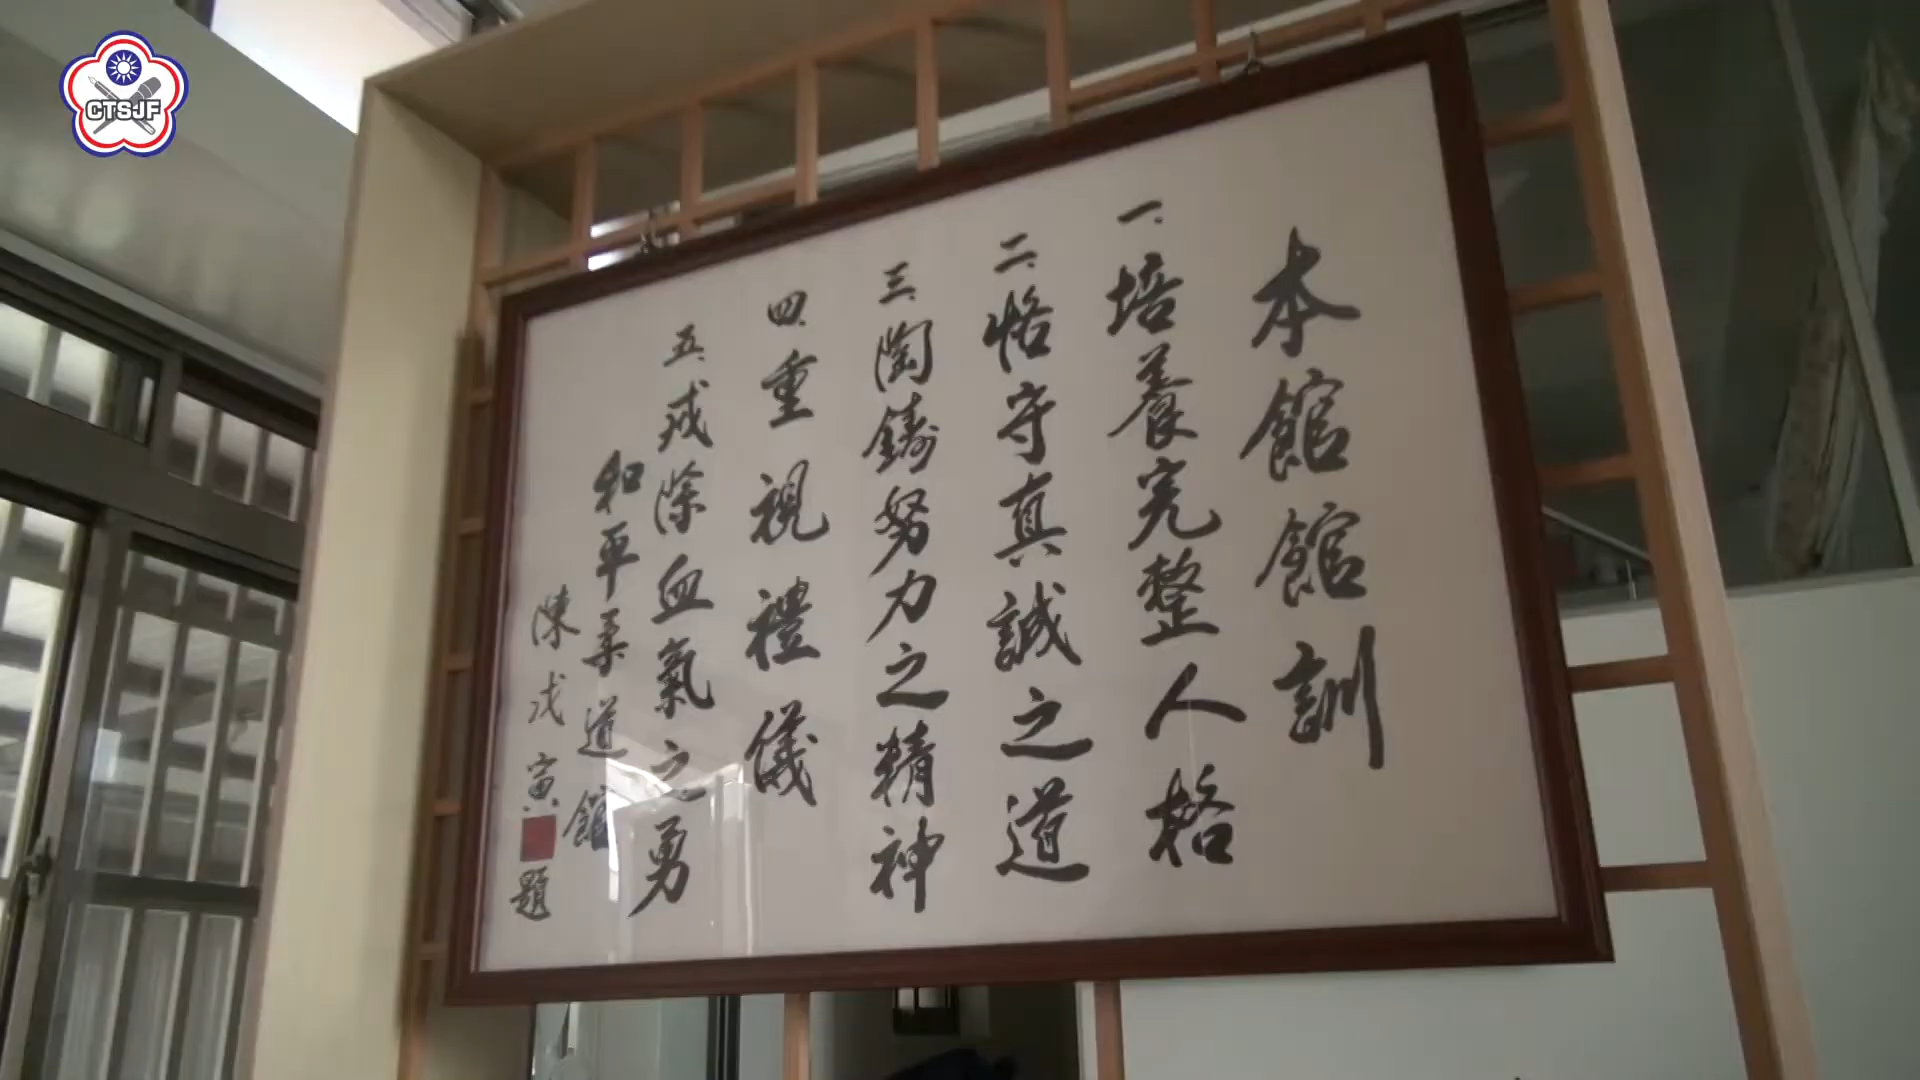 CTSJF
本館館訓
一.培養完整人格
二.恪守真誠之道
三.陶鑄努力之精神
四.重視禮儀
五.戒除血氣之勇
和平柔道館
陳戊寅題